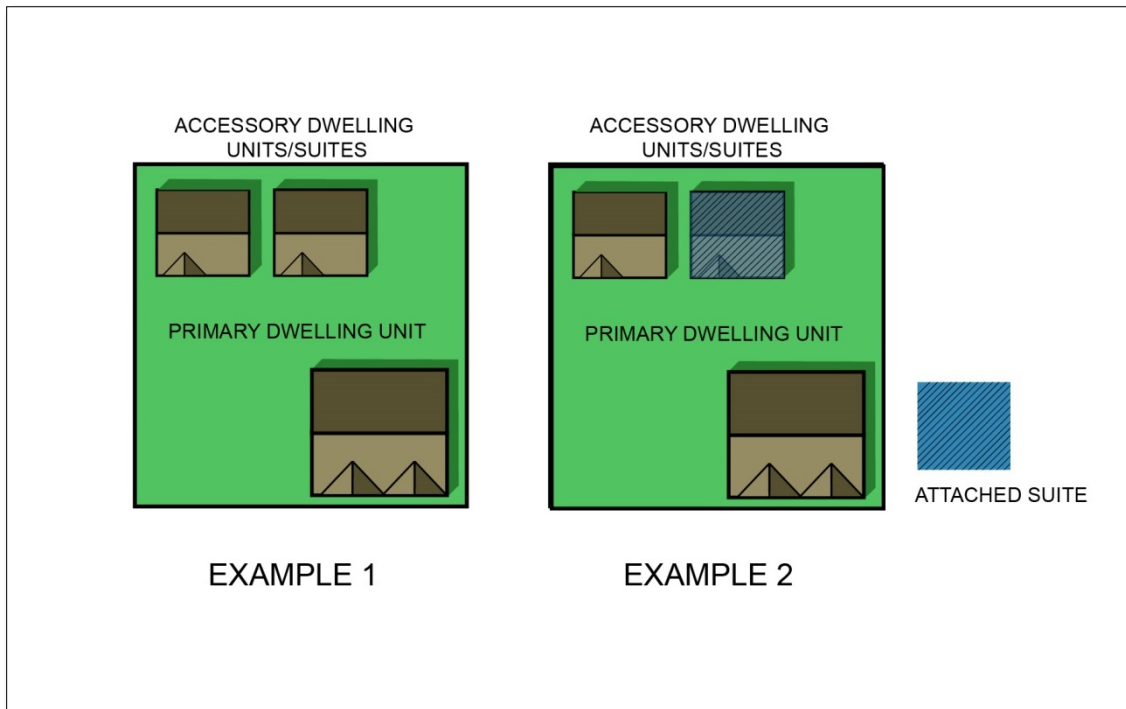 ACCESSORY DWELLING
UNITS/SUITES
PRIMARY DWELLING UNIT
EXAMPLE 1
ACCESSORY DWELLING
UNITS/SUITES
PRIMARY DWELLING UNIT
EXAMPLE 2
ATTACHED SUITE